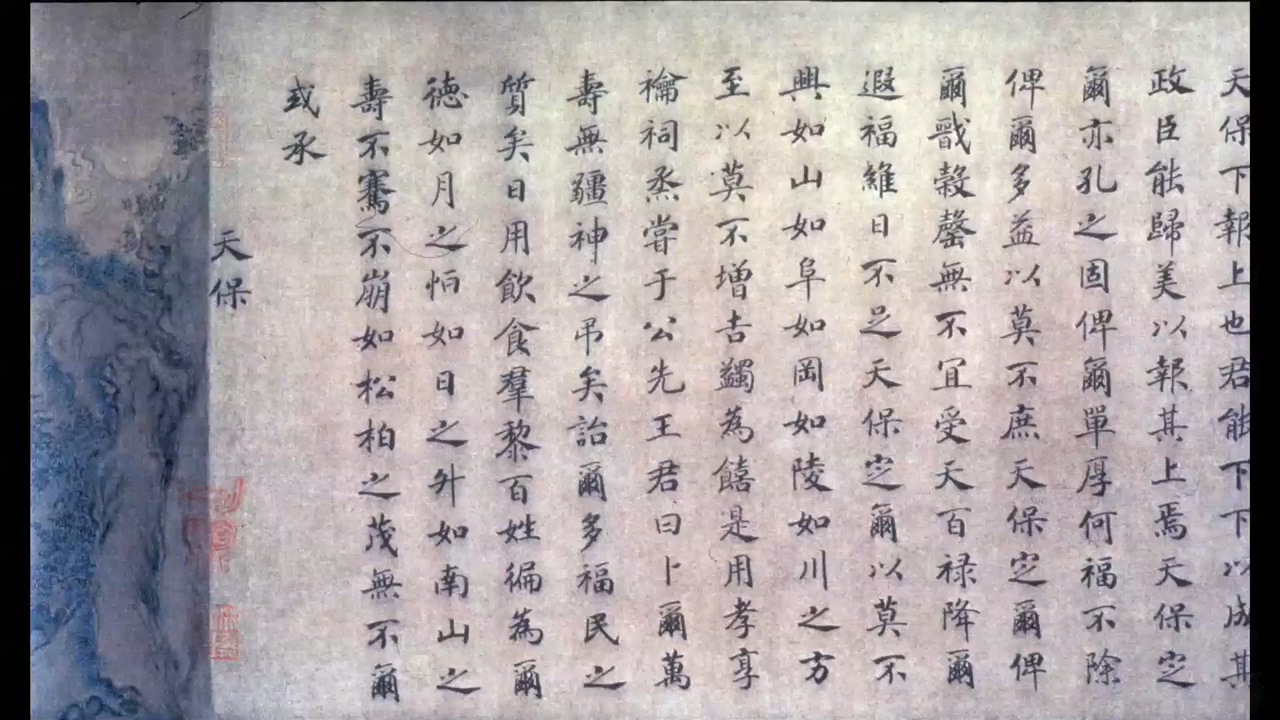 天保下報上也君能下下以成其
政臣能歸美以報其上焉天保定
爾亦孔之固俾爾單厚何福不除
俾爾多益以莫不庶天保定爾俾
爾戩穀罄無不宜受天百祿降爾
遐福維日不足天保定爾以莫不
興如山如阜如岡如陵如川之方
至以莫不增吉蠲為饎是用孝享
禴祠烝嘗于公先王君曰卜爾萬
壽無疆神之吊矣詒爾多福民之
質矣日用飲食羣黎百姓徧為爾
德如月之恒如日之升如南山之
壽不騫不崩如松柏之茂無不爾
或承
天保